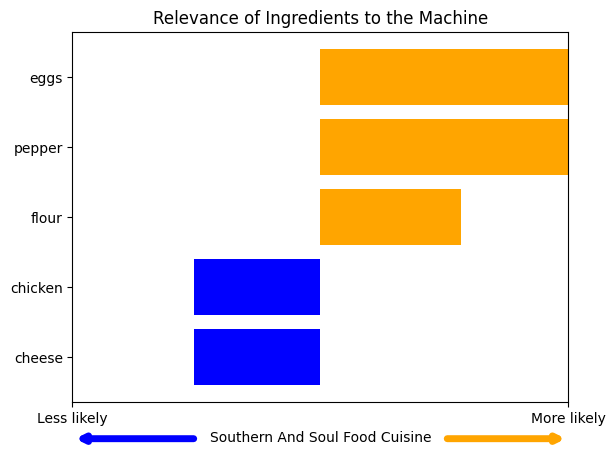 Relevance of Ingredients to the Machine
eggs
pepper
flour
chicken
cheese
Less likely
More likely
Southern And Soul Food Cuisine